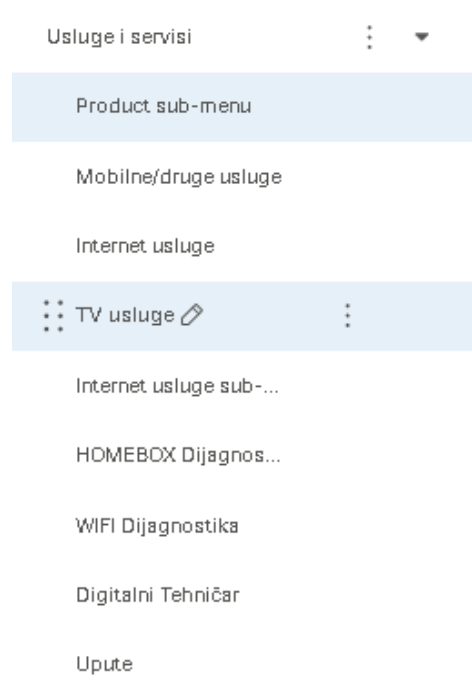 Usluge i servisi
Product sub-menu
Mobilne/druge usluge
Internet usluge
TV usluge
Internet usluge sub-...
HOMEBOX Dijagnos...
WIFI Dijagnostika
Digitalni Tehničar
Upute